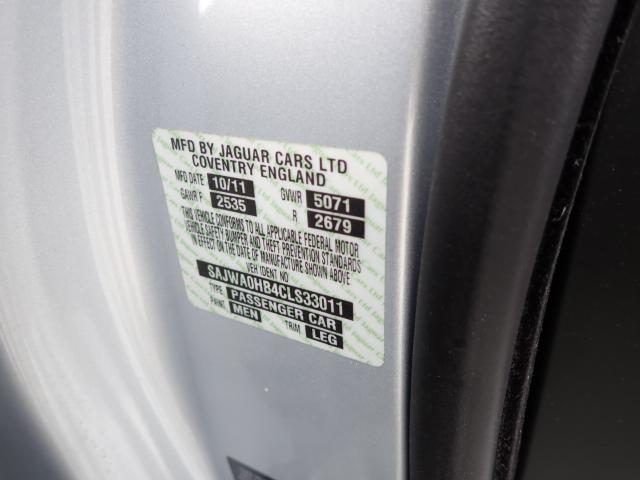 MFD BY JAGUAR CARS LTD
COVENTRY ENGLAND
MFD DATE 10/11 GVWR 5071
GAWR F 2535 R 2679
THIS VEHICLE CONFORMS TO ALL APPLICABLE FEDERAL MOTOR
VEHICLE SAFETY BUMPER AND THEFT PREVENTION STANDARDS
IN EFFECT ON THE DATE OF MANUFACTURE SHOWN ABOVE
VEH IDENT NO
SAJWA0HB4CLS33011
TYPE PASSENGER CAR
PAINT MEN TRIM LEG